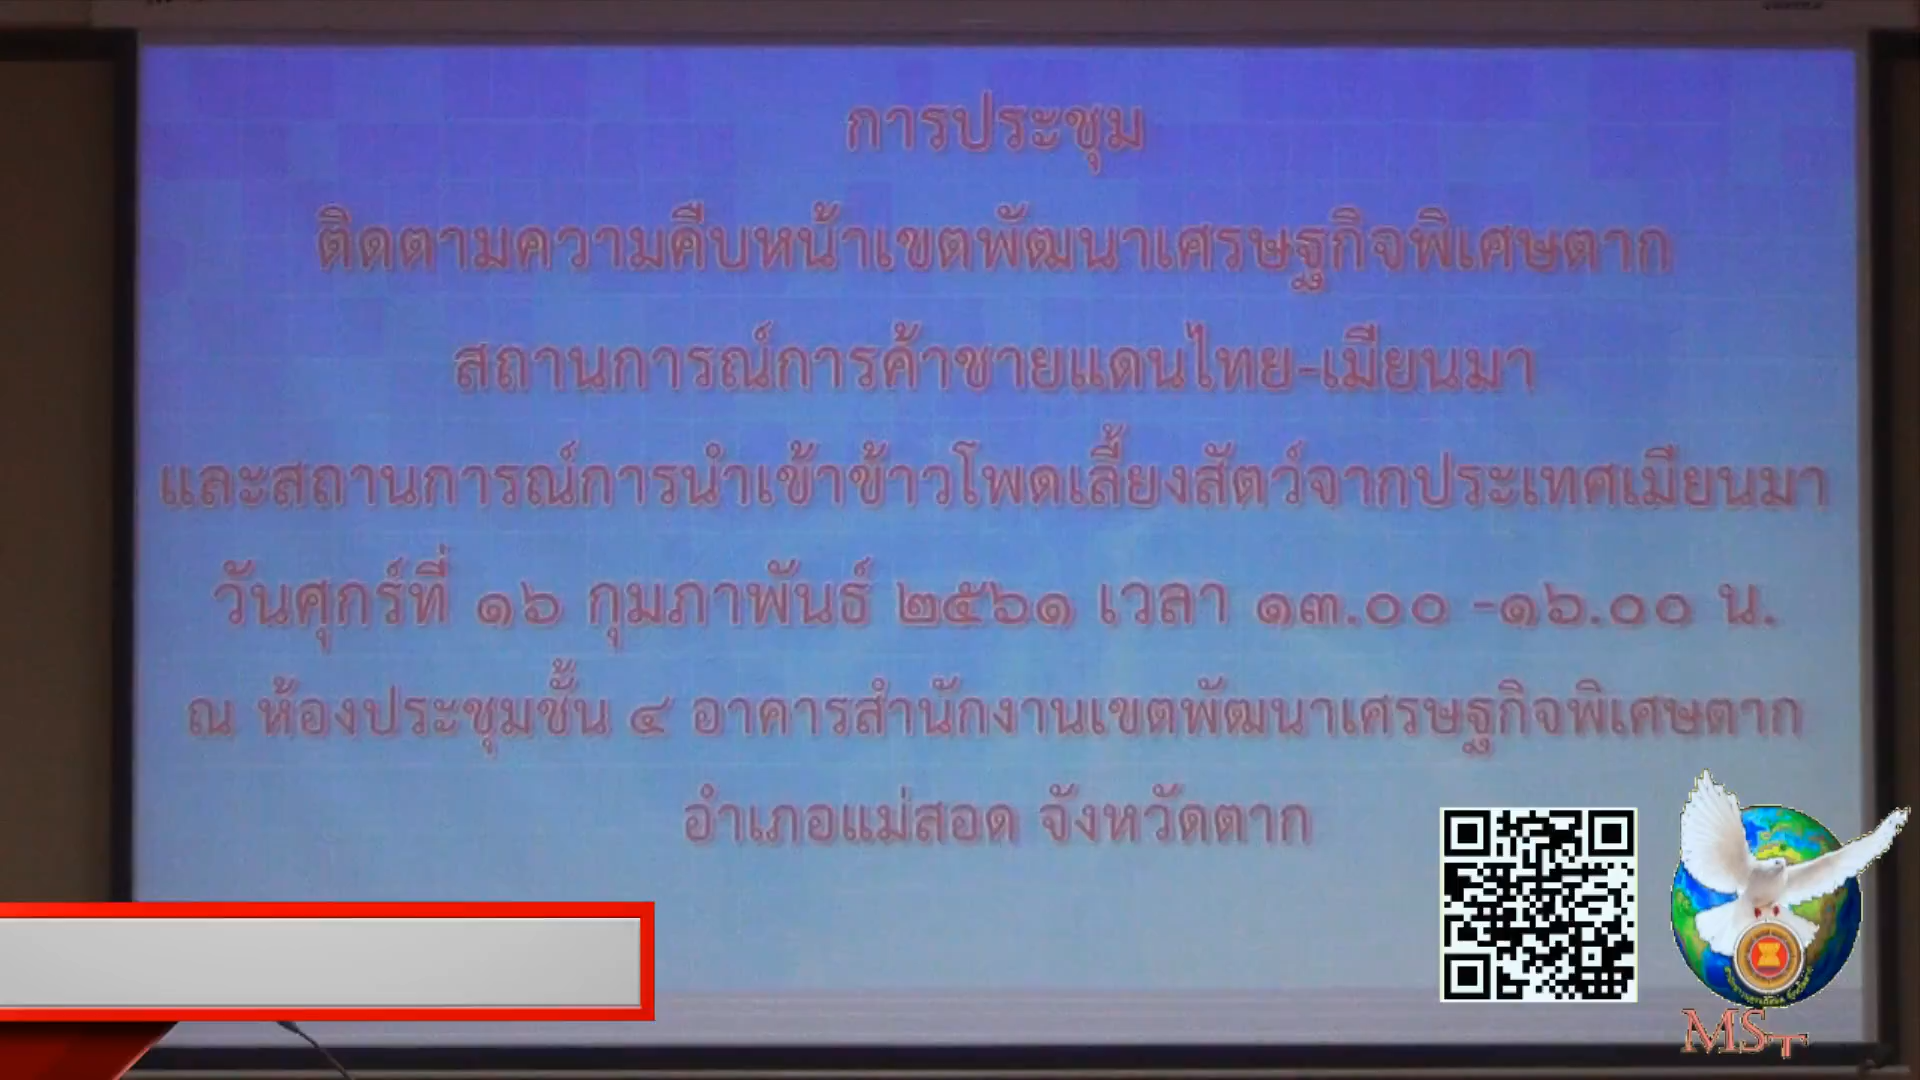 การประชุม
ติดตามความคืบหน้าเขตพัฒนาเศรษฐกิจพิเศษตาก
สถานการณ์การค้าชายแดนไทย-เมียนมา
และสถานการณ์การนำเข้าข้าวโพดเลี้ยงสัตว์จากประเทศเมียนมา
วันศุกร์ที่ ๑๖ กุมภาพันธ์ ๒๕๖๑ เวลา ๑๓.๐๐ -๑๖.๐๐ น.
ณ ห้องประชุมชั้น ๔ อาคารสำนักงานเขตพัฒนาเศรษฐกิจพิเศษตาก
อำเภอแม่สอด จังหวัดตาก
MST